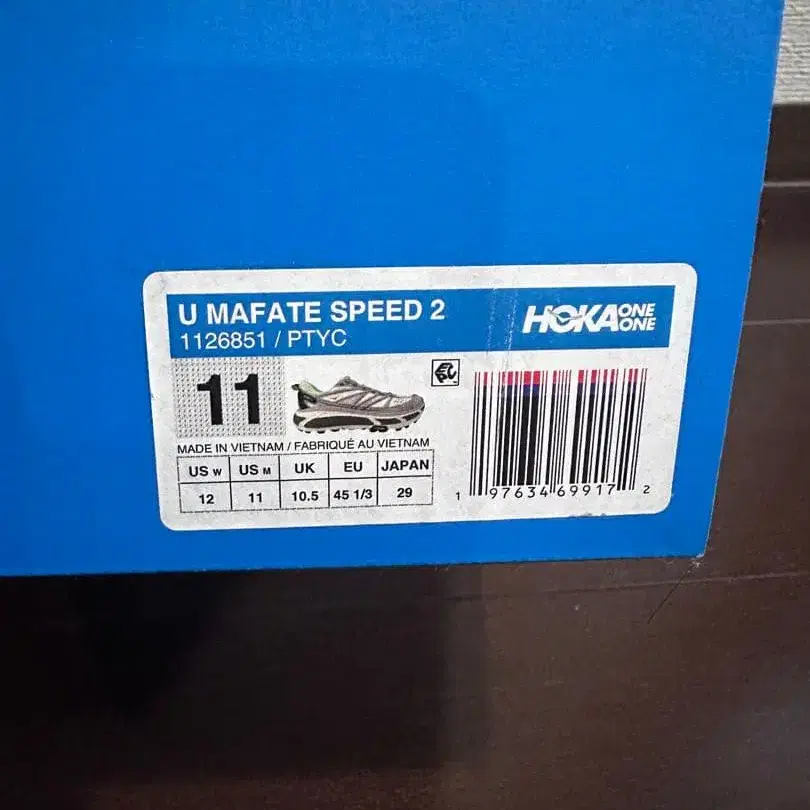 U MAFATE SPEED 2
1126851 / PTYC
HOKA ONE ONE
11
MADE IN VIETNAM / FABRIQUÉ AU VIETNAM
US W US M UK EU JAPAN
12 11 10.5 45 1/3 29
1 97634 69917 2